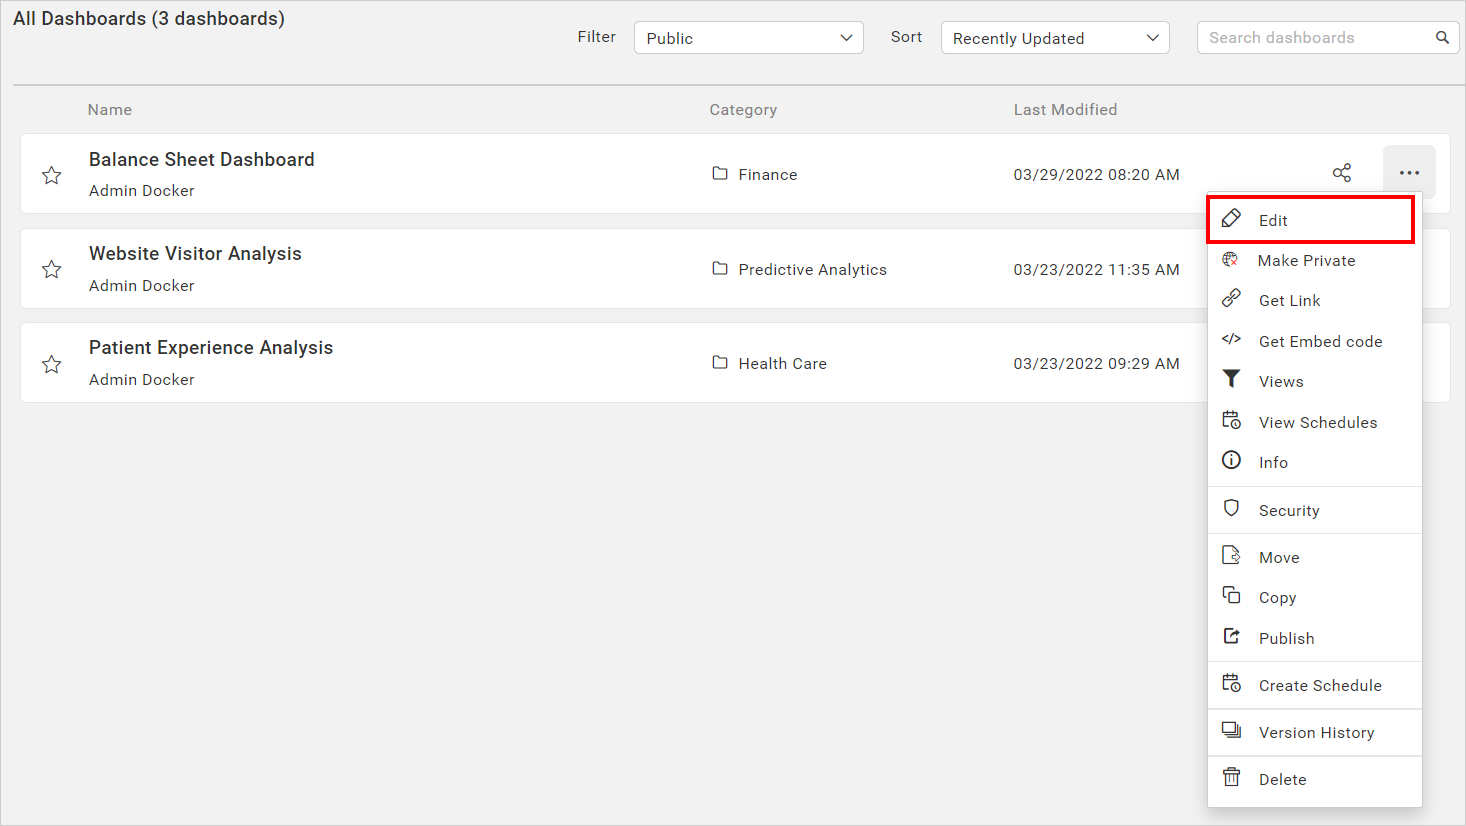 All Dashboards (3 dashboards)
Filter
Public
Sort
Recently Updated
Search dashboards
Name
Category
Last Modified
Balance Sheet Dashboard
Admin Docker
Finance
03/29/2022 08:20 AM
Website Visitor Analysis
Admin Docker
Predictive Analytics
03/23/2022 11:35 AM
Patient Experience Analysis
Admin Docker
Health Care
03/23/2022 09:29 AM
Edit
Make Private
Get Link
Get Embed code
Views
View Schedules
Info
Security
Move
Copy
Publish
Create Schedule
Version History
Delete